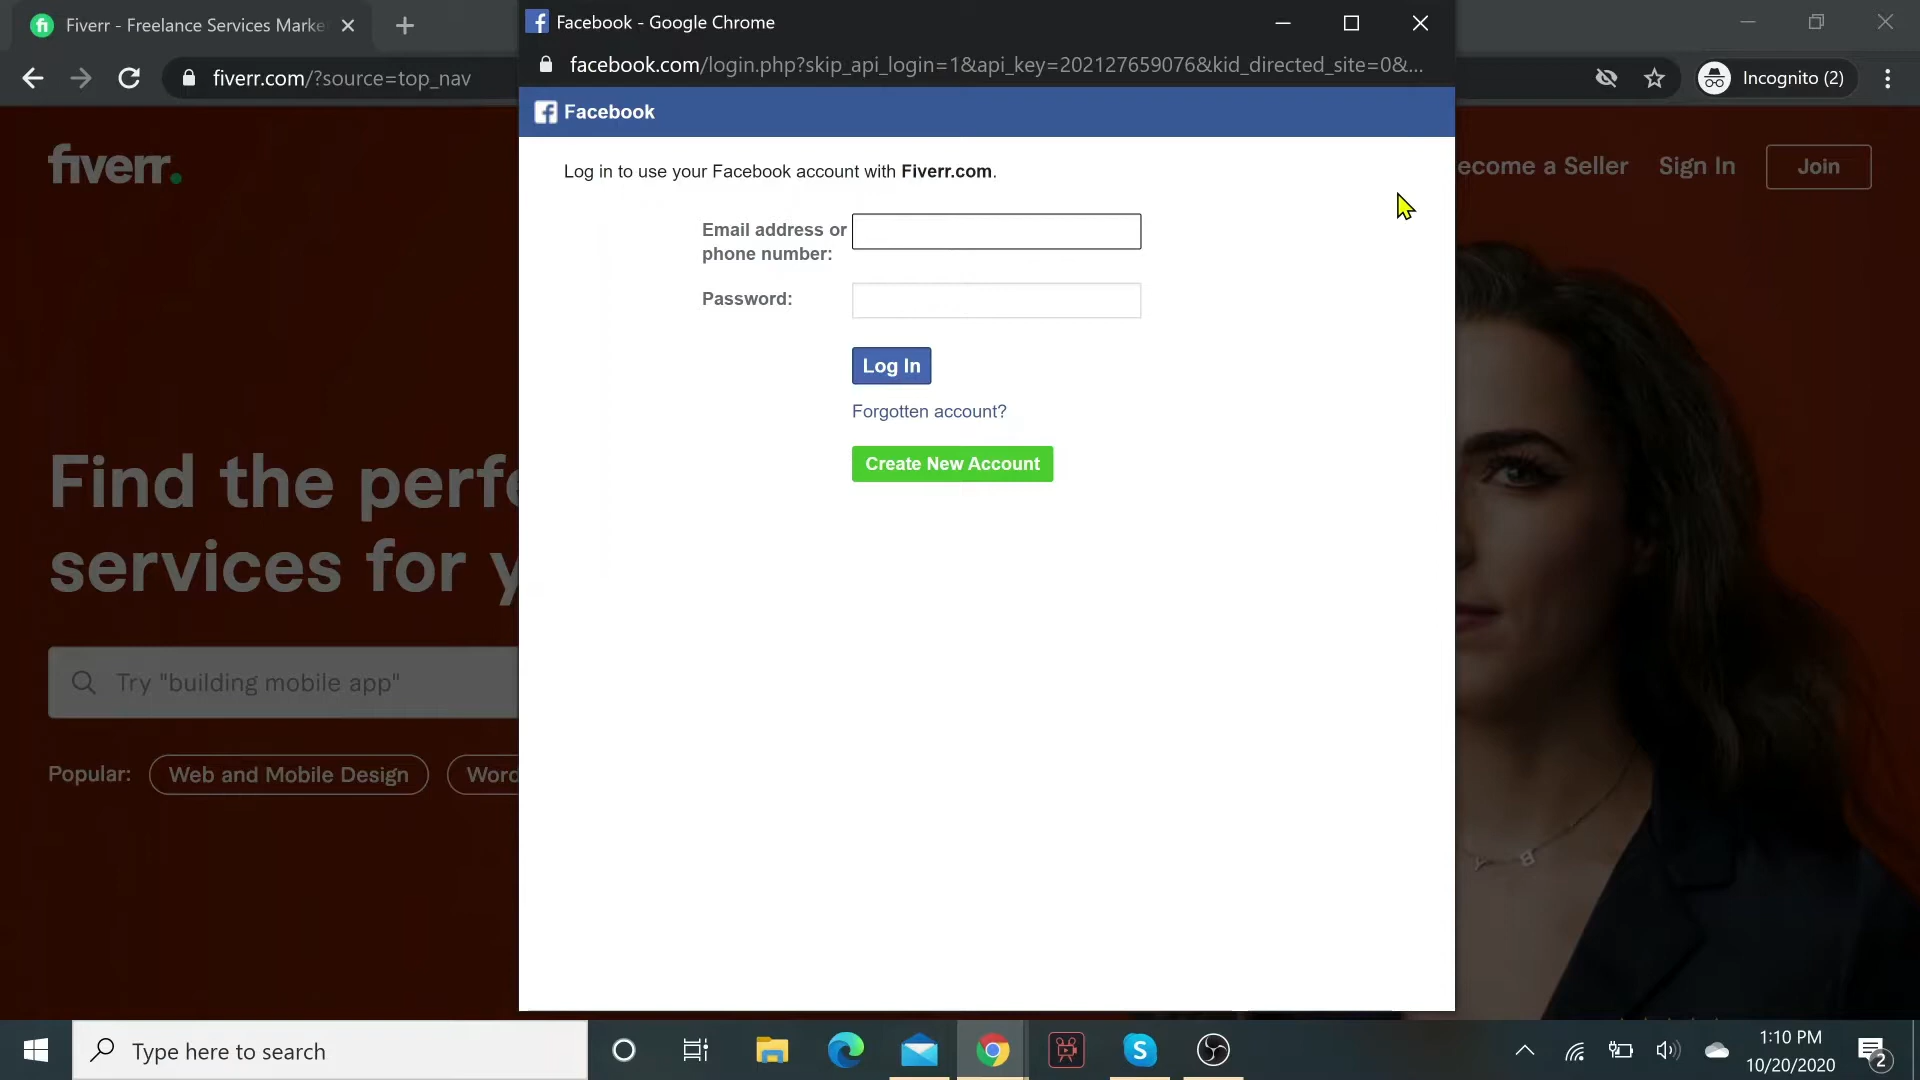 Fiverr - Freelance Services Marke
Facebook - Google Chrome
fiverr.com/?source=top_nav
facebook.com/login.php?skip_api_login=1&api_key=202127659076&kid_directed_site=0&...
Incognito (2)
Facebook
fiverr.
ecome a Seller
Sign In
Join
Log in to use your Facebook account with Fiverr.com.
Email address or
phone number:
Password:
Log In
Forgotten account?
Create New Account
Find the perfe
services for y
Try "building mobile app"
Popular:
Web and Mobile Design
Word
Type here to search
1:10 PM
10/20/2020
2